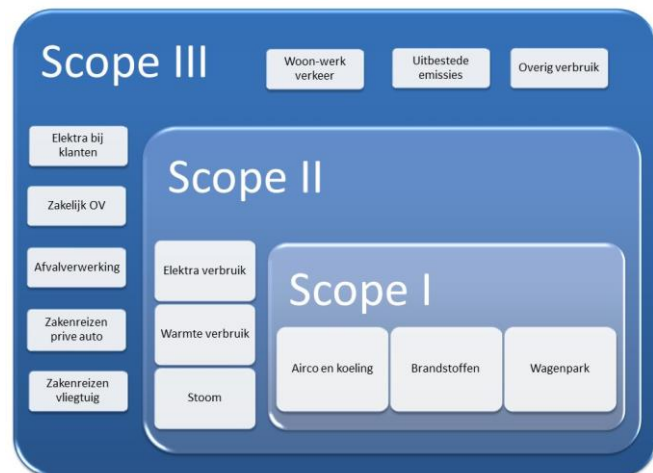 Scope III
Woon-werk
verkeer
Uitbestede
emissies
Overig verbruik
Elektra bij
klanten
Zakelijk OV
Afvalverwerking
Zakenreizen
prive auto
Zakenreizen
vliegtuig
Scope II
Elektra verbruik
Warmte verbruik
Stoom
Scope I
Airco en koeling
Brandstoffen
Wagenpark